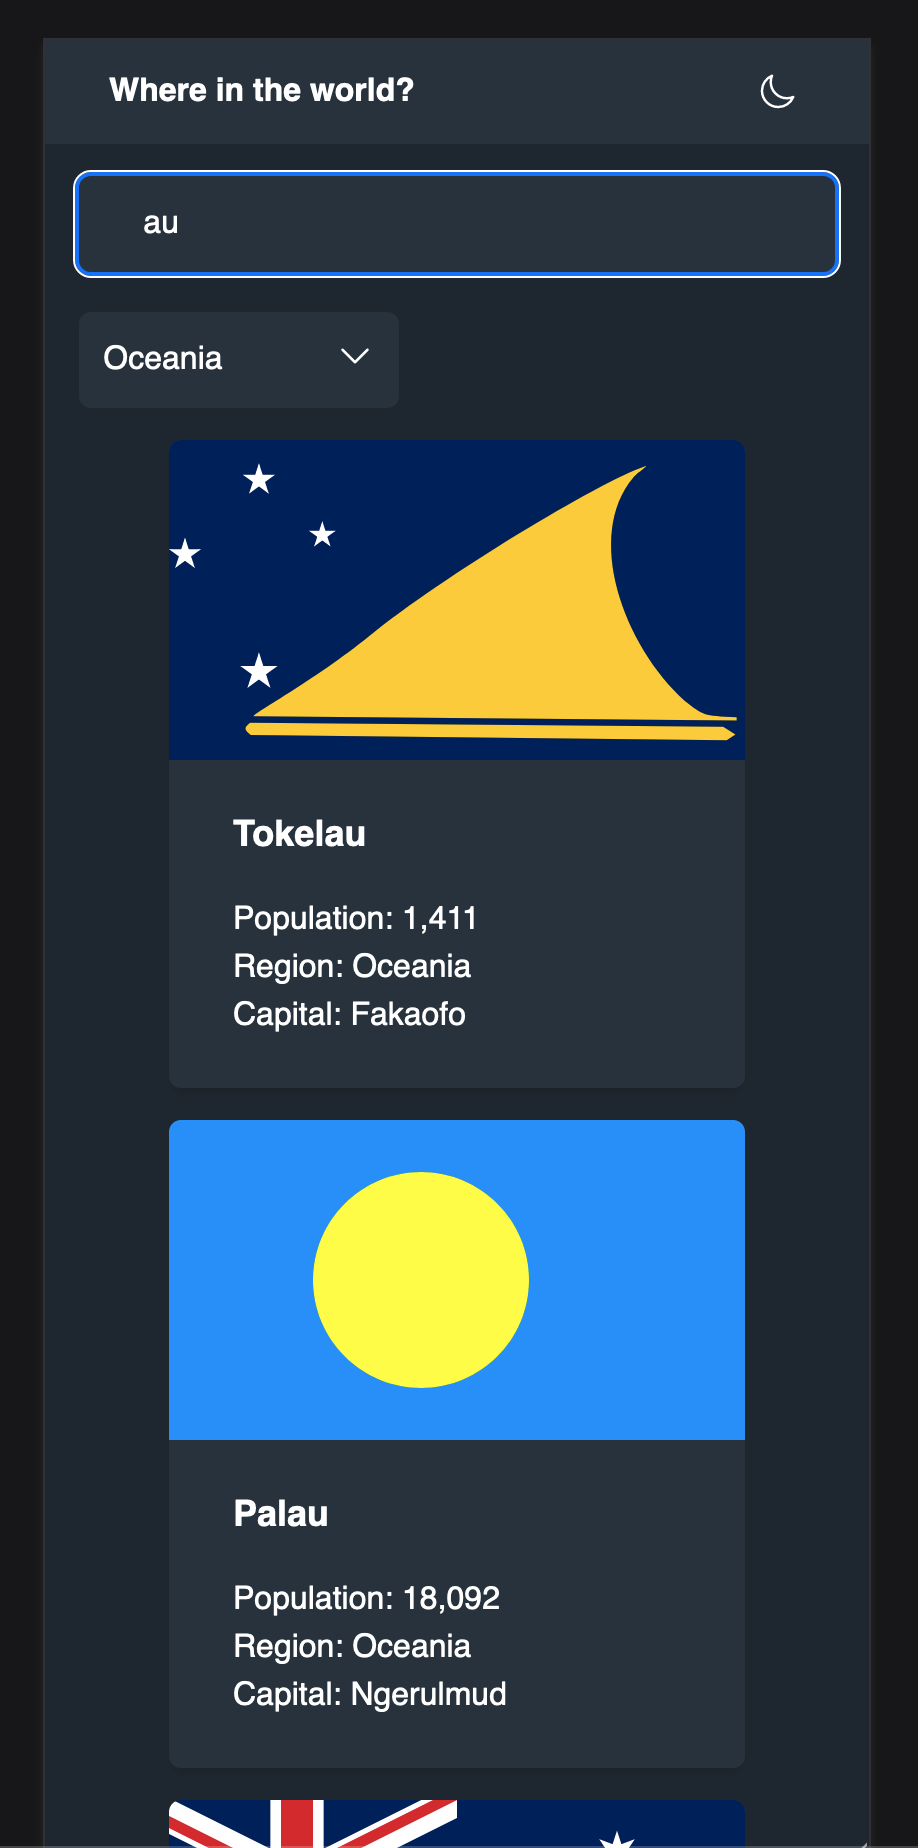 Where in the world?
au
Oceania
Tokelau
Population: 1,411
Region: Oceania
Capital: Fakaofo
Palau
Population: 18,092
Region: Oceania
Capital: Ngerulmud